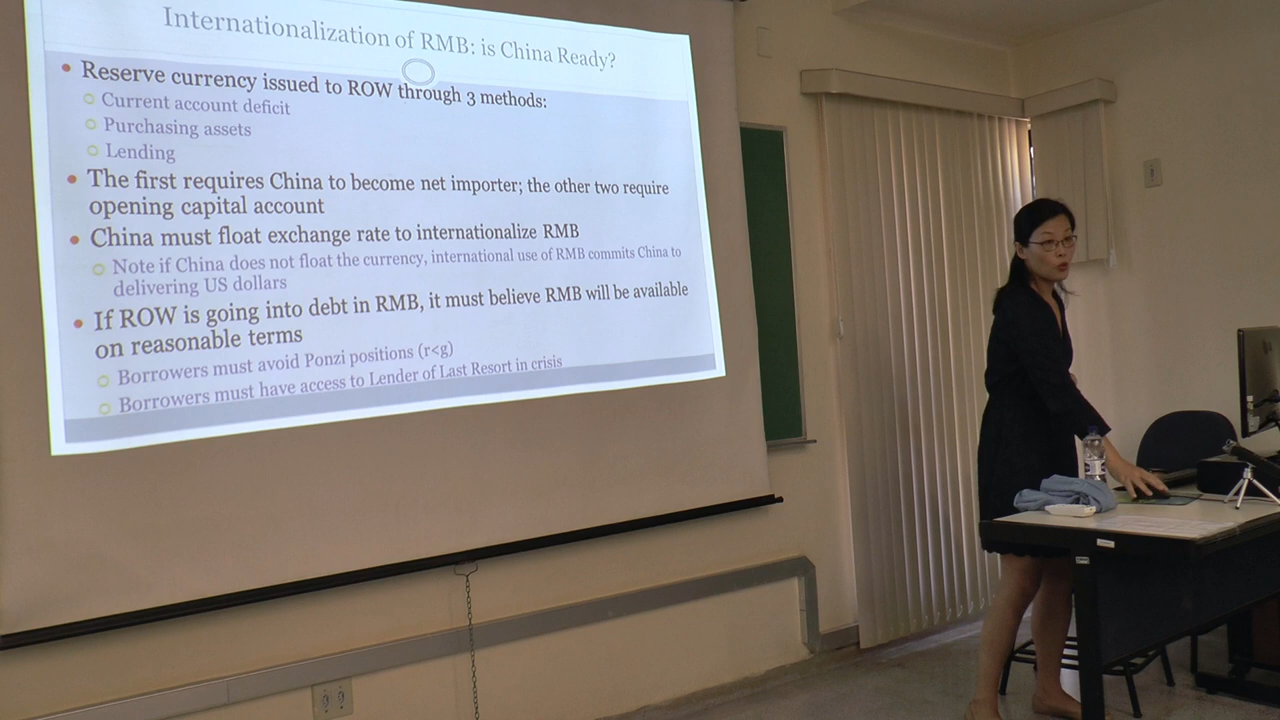 Internationalization of RMB: is China Ready?
Reserve currency issued to ROW through 3 methods:
Current account deficit
Purchasing assets
Lending
The first requires China to become net importer; the other two require
opening capital account
China must float exchange rate to internationalize RMB
Note if China does not float the currency, international use of RMB commits China to
delivering US dollars
If ROW is going into debt in RMB, it must believe RMB will be available
on reasonable terms
Borrowers must avoid Ponzi positions (r<g)
Borrowers must have access to Lender of Last Resort in crisis